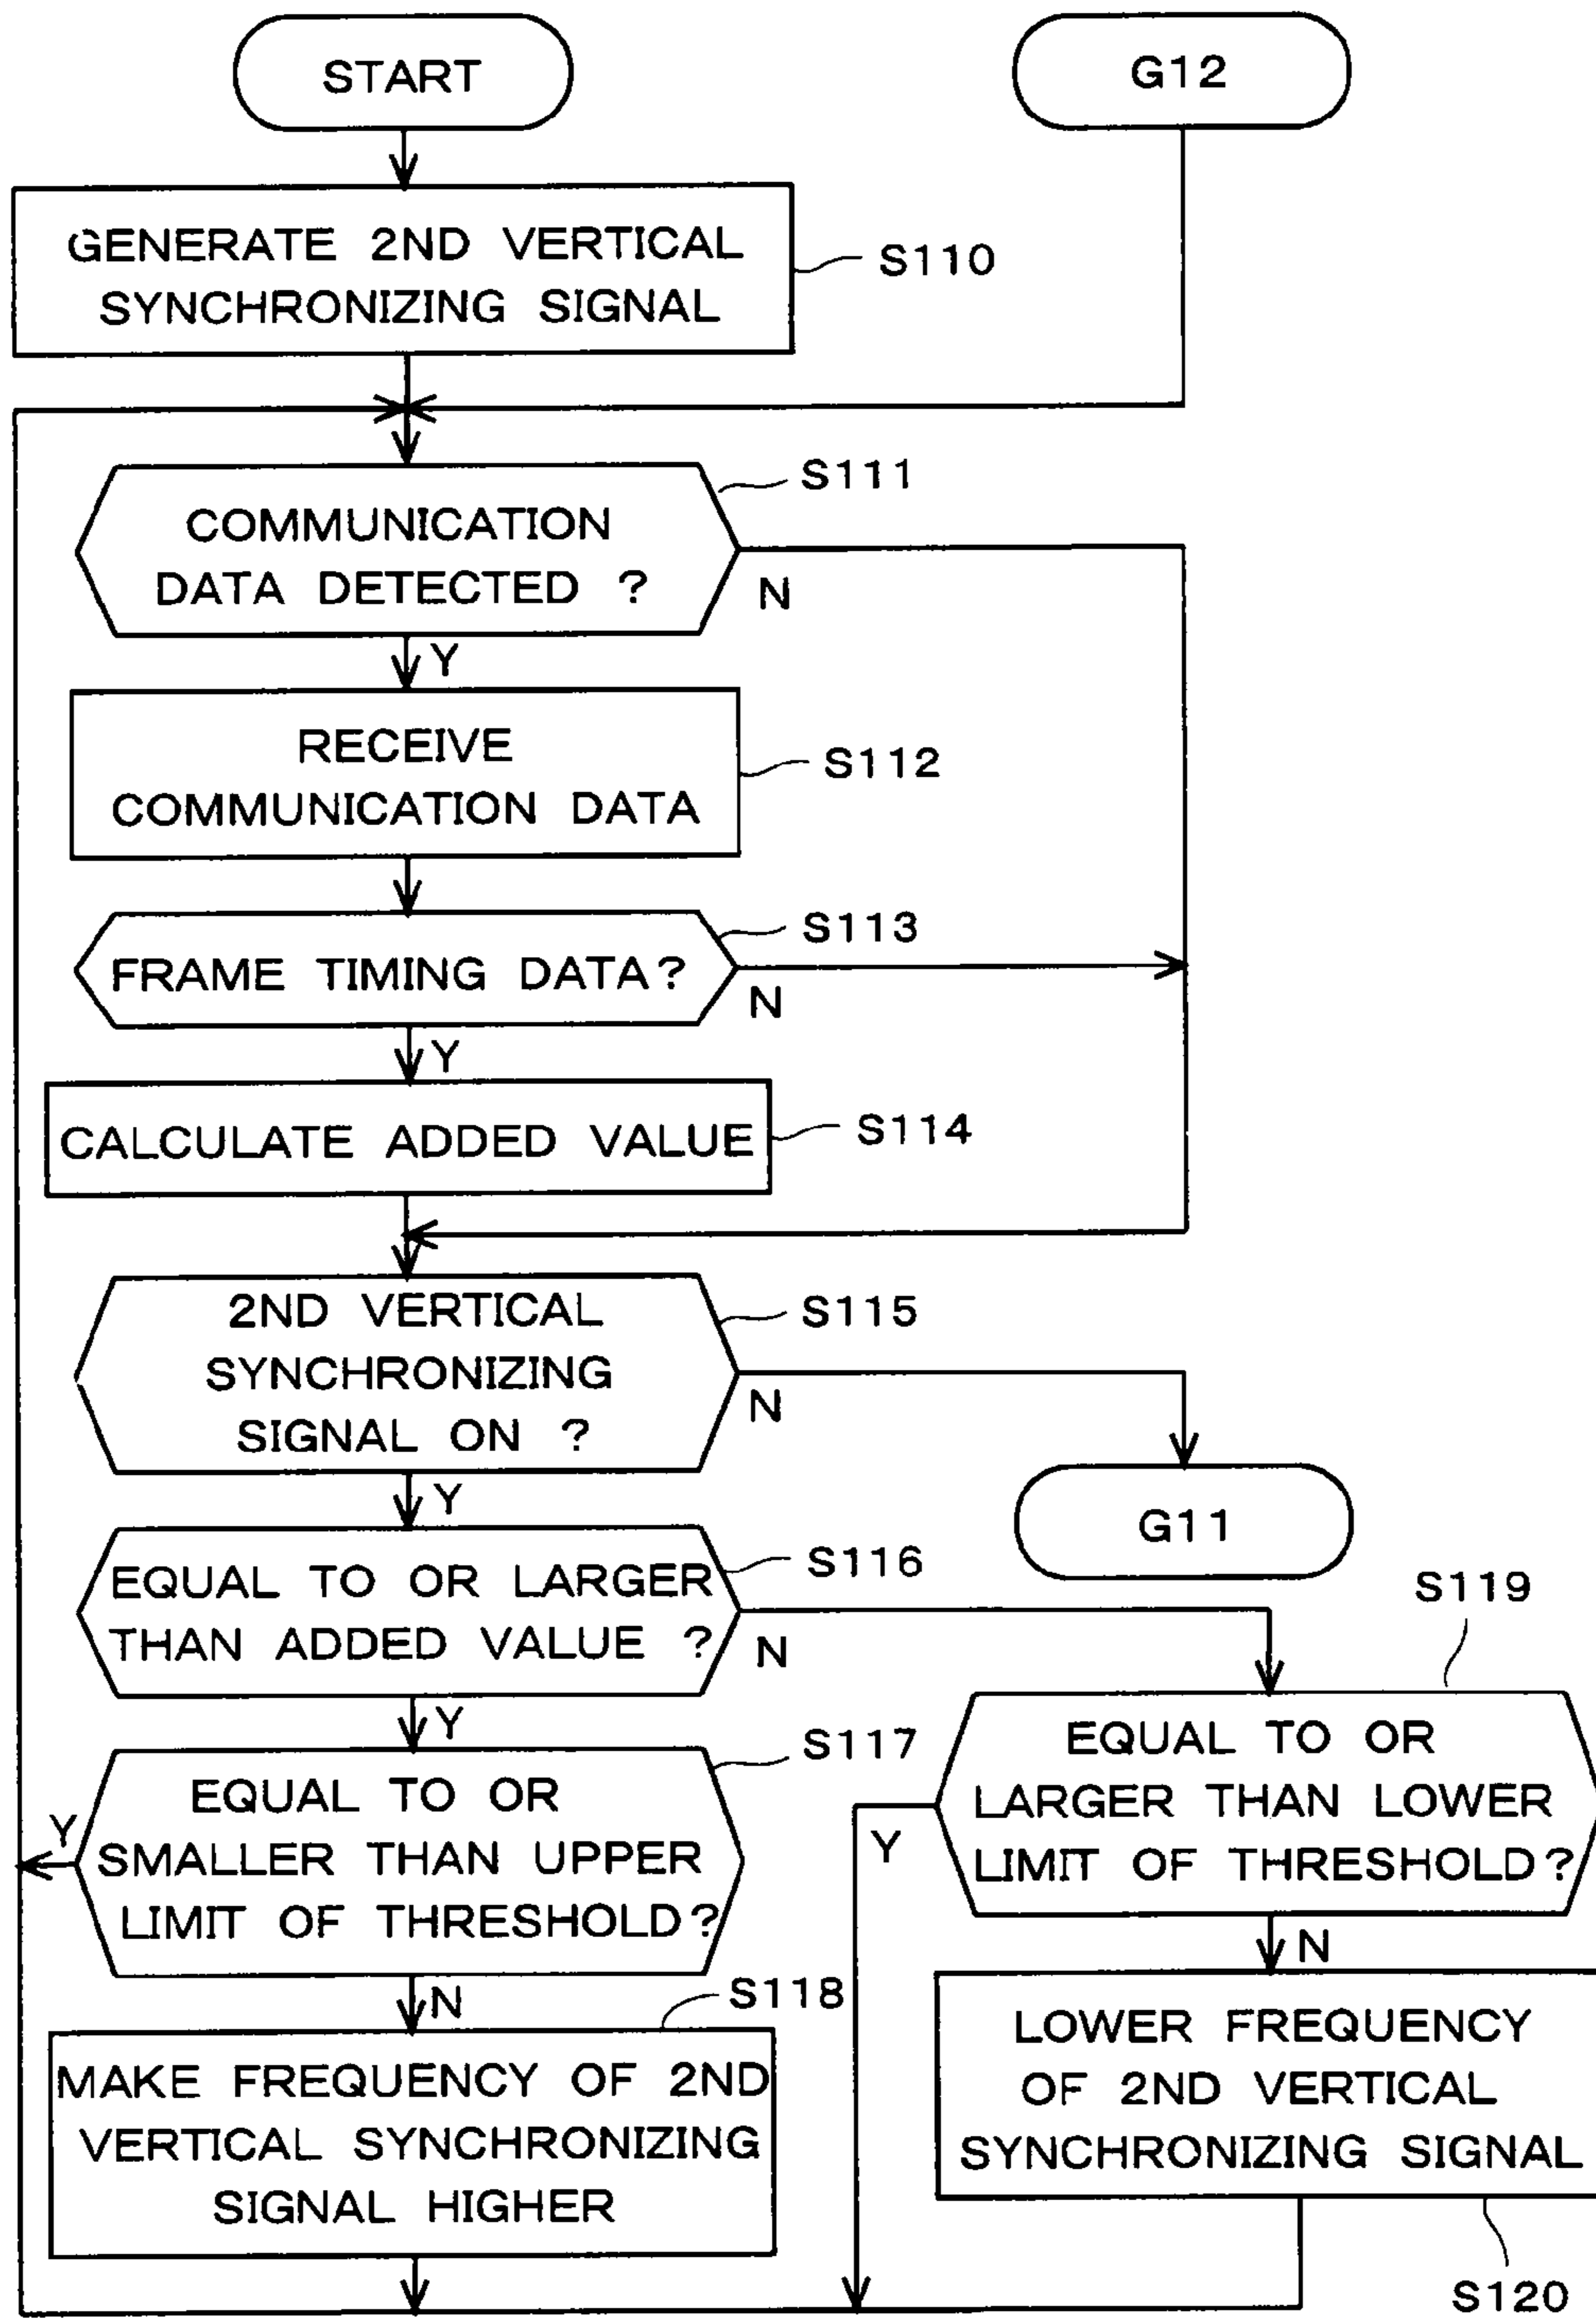 START
G12
GENERATE 2ND VERTICAL
SYNCHRONIZING SIGNAL
S110
S111
COMMUNICATION
DATA DETECTED ?
N
Y
RECEIVE
COMMUNICATION DATA
S112
S113
FRAME TIMING DATA?
N
Y
CALCULATE ADDED VALUE
S114
2ND VERTICAL
SYNCHRONIZING
SIGNAL ON ?
S115
N
Y
G11
EQUAL TO OR LARGER
THAN ADDED VALUE ?
S116
N
Y
S119
EQUAL TO OR
LARGER THAN LOWER
LIMIT OF THRESHOLD?
Y
N
S117
EQUAL TO OR
SMALLER THAN UPPER
LIMIT OF THRESHOLD?
Y
N
S118
MAKE FREQUENCY OF 2ND
VERTICAL SYNCHRONIZING
SIGNAL HIGHER
LOWER FREQUENCY
OF 2ND VERTICAL
SYNCHRONIZING SIGNAL
S120